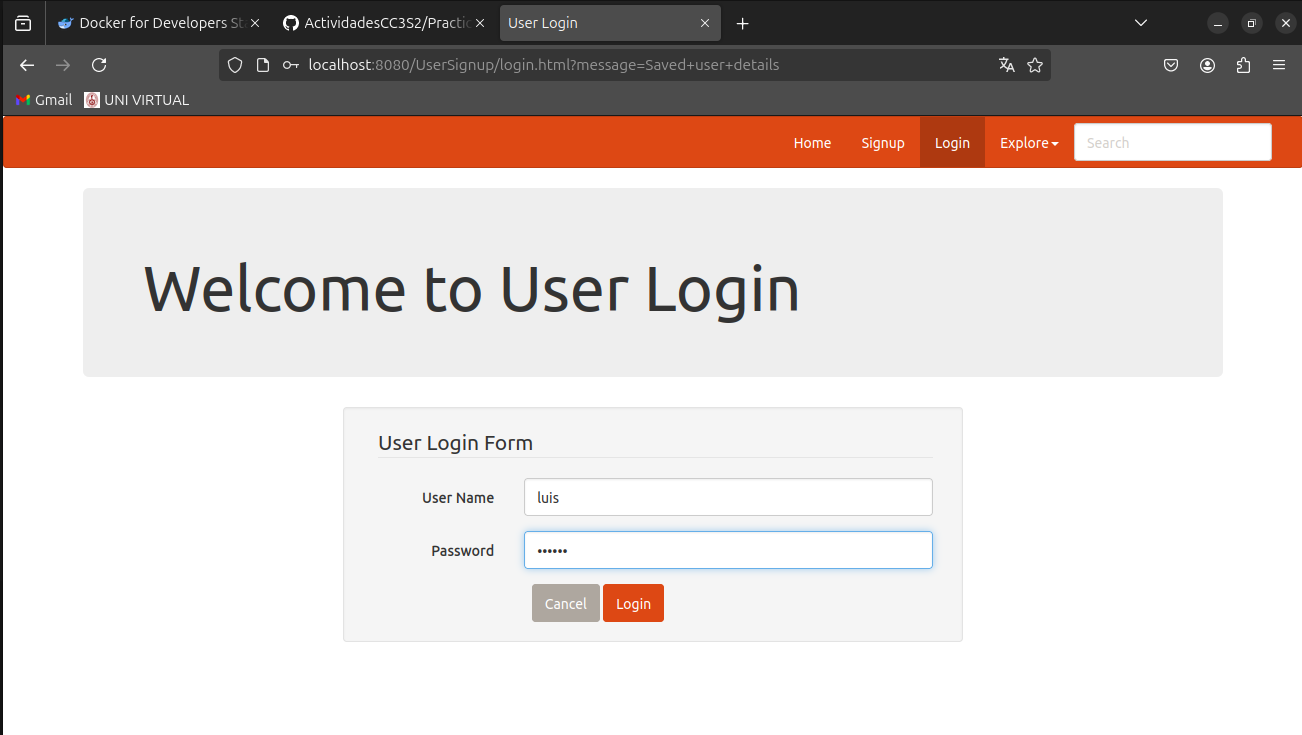 Docker for Developers Sta
ActividadesCC3S2/Practic
User Login
localhost:8080/UserSignup/login.html?message=Saved+user+details
Gmail
UNI VIRTUAL
Home
Signup
Login
Explore
Search
Welcome to User Login
User Login Form
User Name
luis
Password
••••••
Cancel
Login